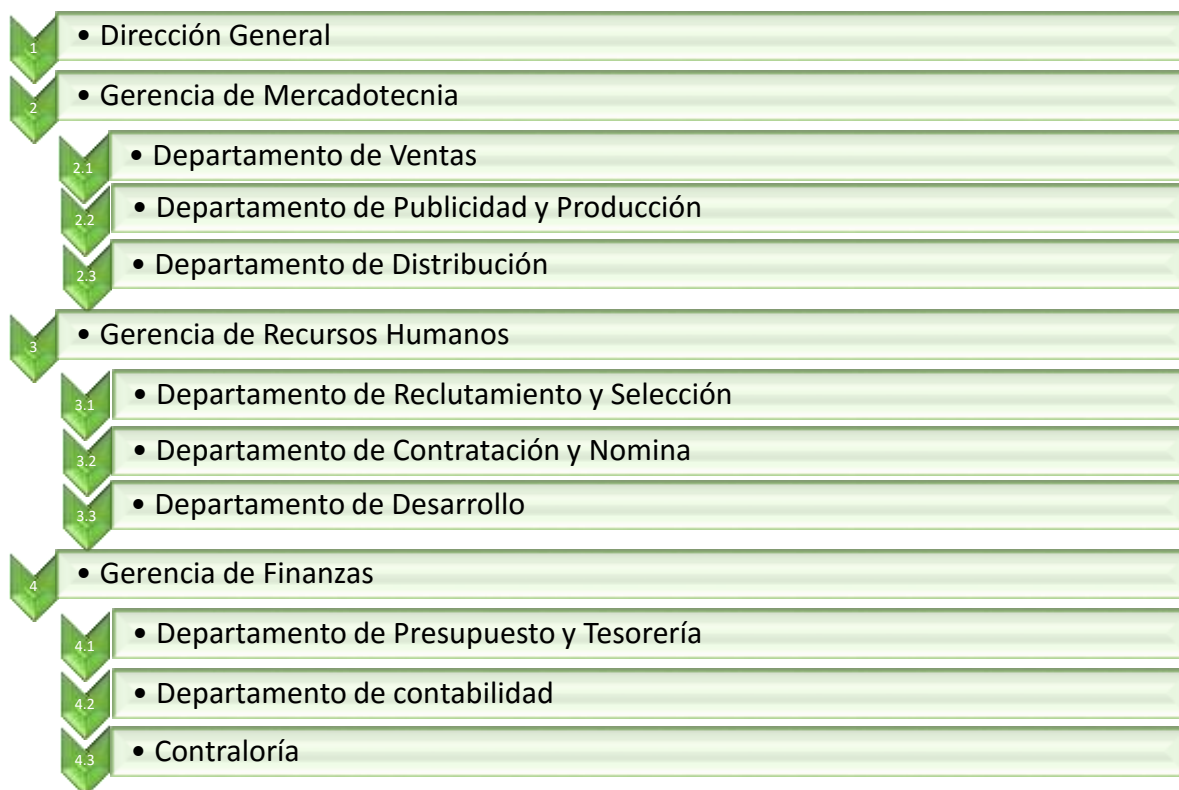 1 • Dirección General
2 • Gerencia de Mercadotecnia
2.1 • Departamento de Ventas
2.2 • Departamento de Publicidad y Producción
2.3 • Departamento de Distribución
3 • Gerencia de Recursos Humanos
3.1 • Departamento de Reclutamiento y Selección
3.2 • Departamento de Contratación y Nomina
3.3 • Departamento de Desarrollo
4 • Gerencia de Finanzas
4.1 • Departamento de Presupuesto y Tesorería
4.2 • Departamento de contabilidad
4.3 • Contraloría